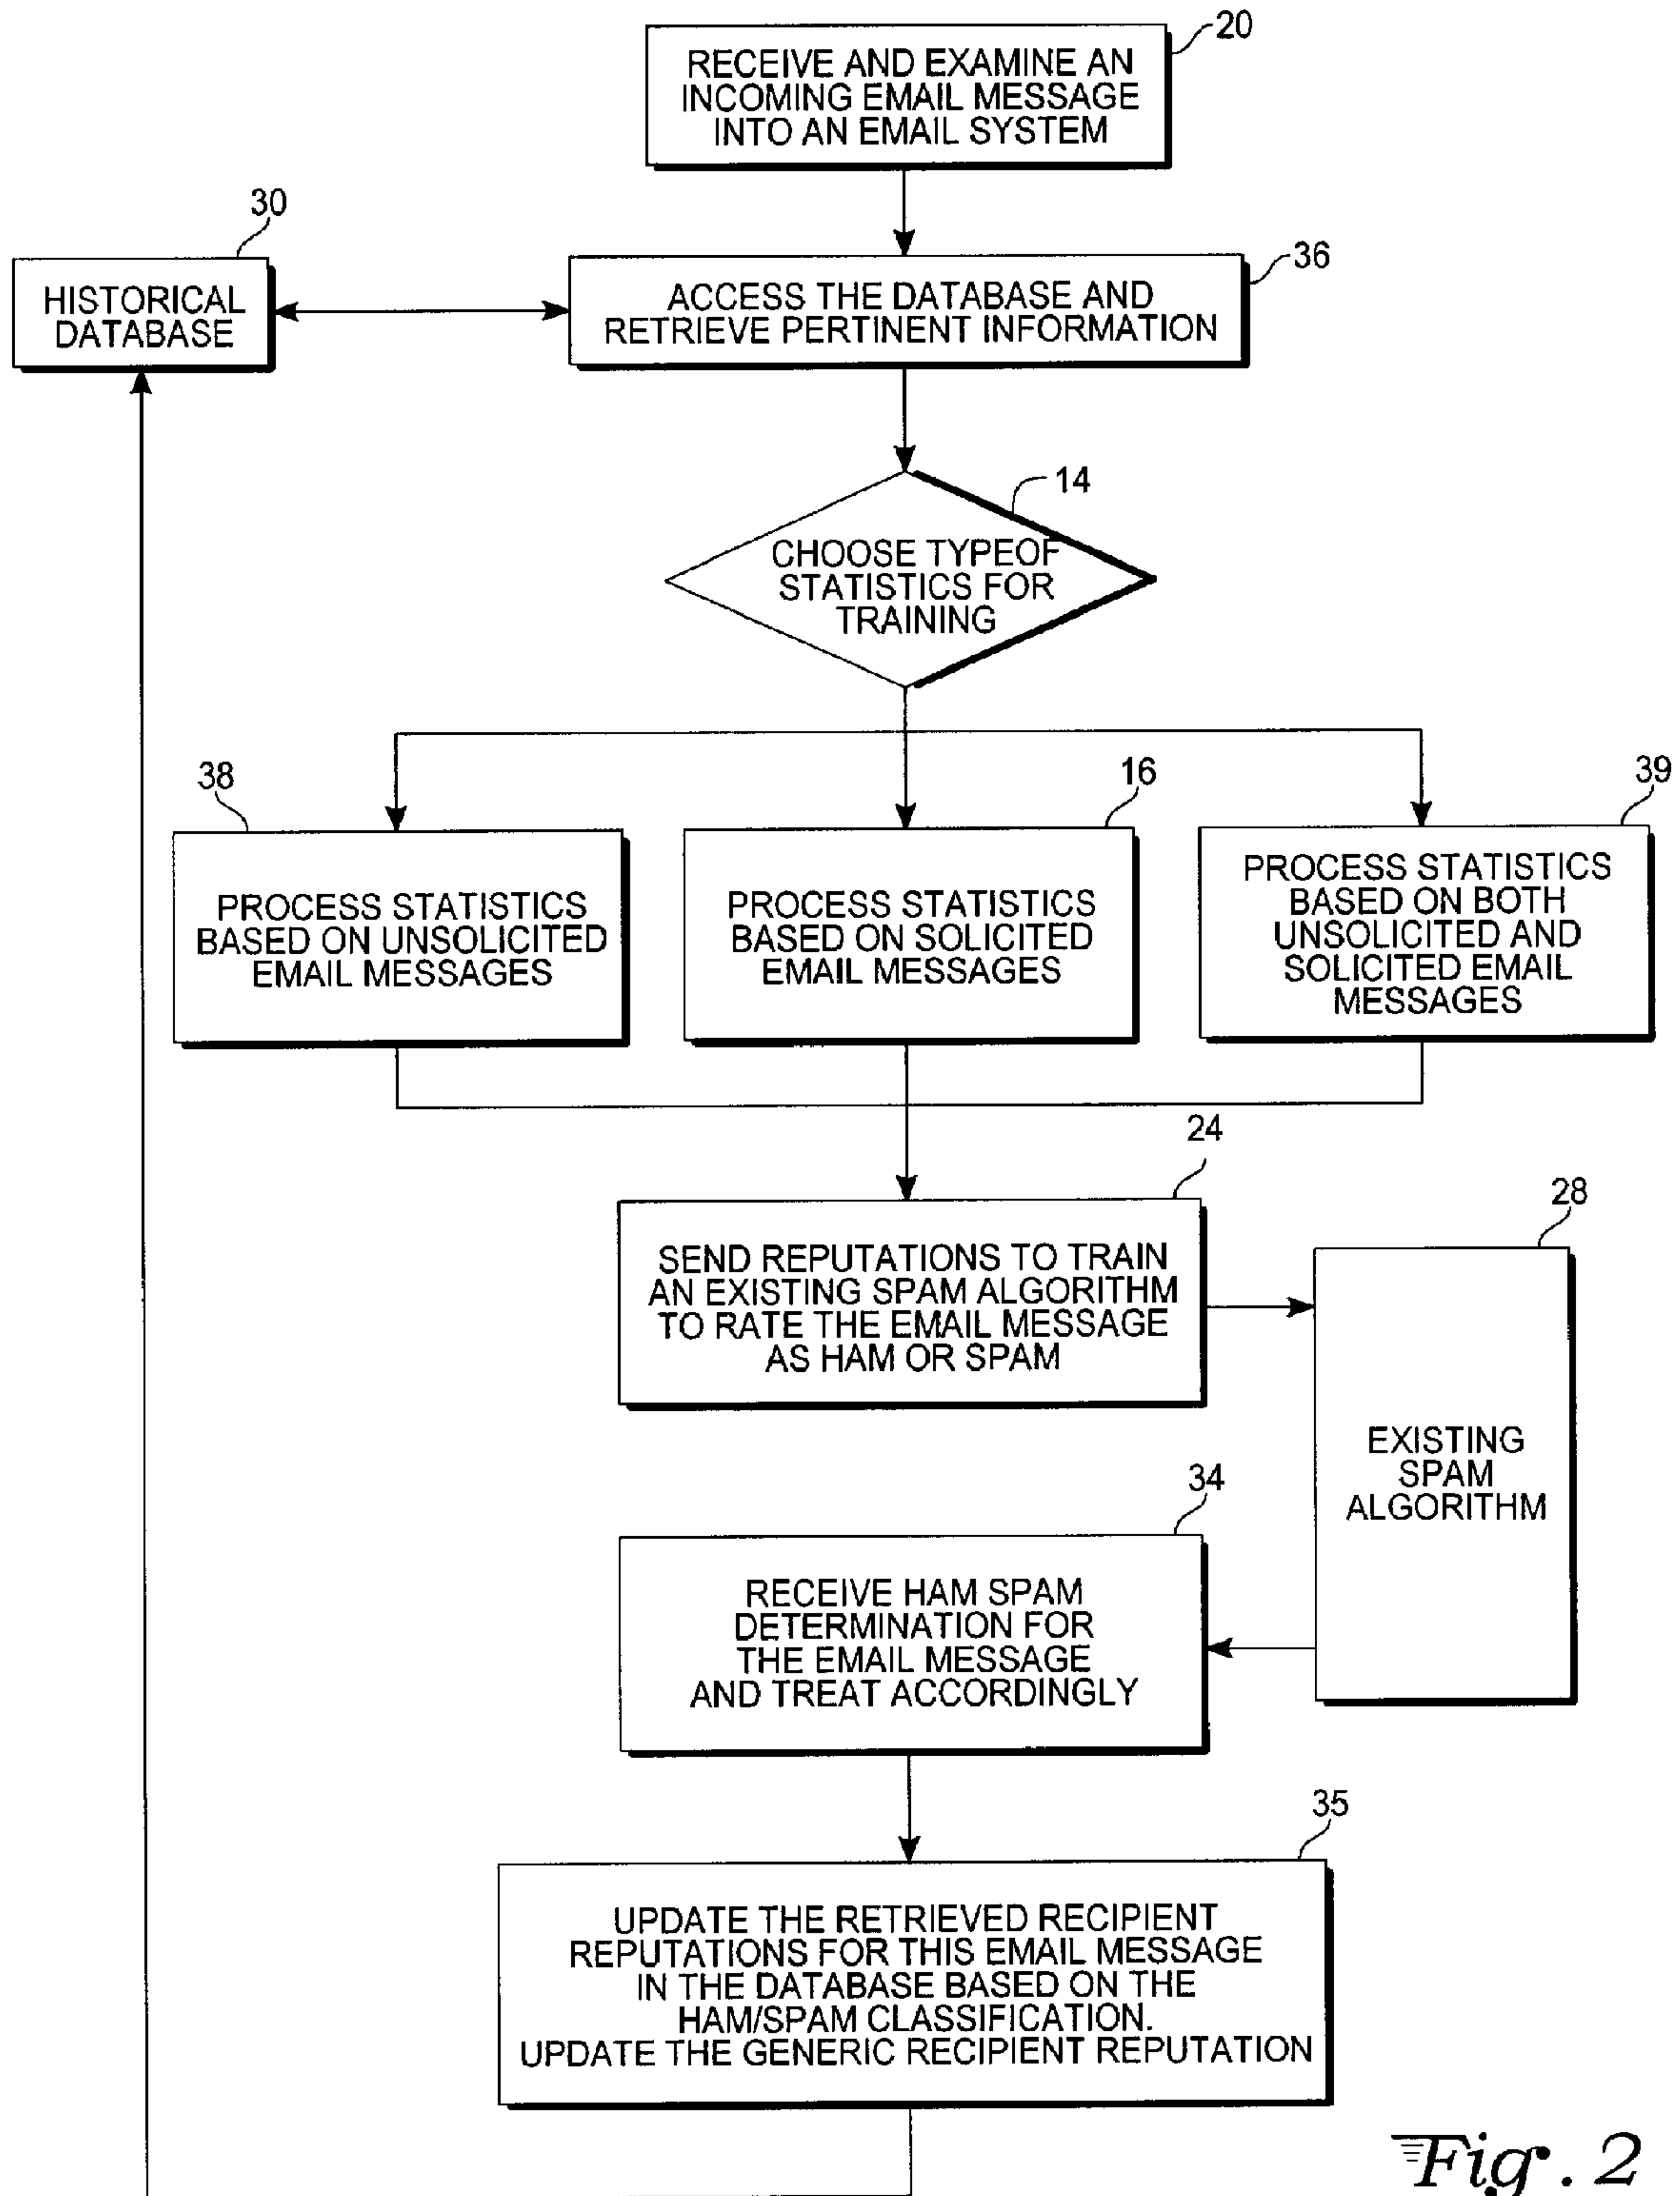 20
RECEIVE AND EXAMINE AN
INCOMING EMAIL MESSAGE
INTO AN EMAIL SYSTEM
30
HISTORICAL
DATABASE
36
ACCESS THE DATABASE AND
RETRIEVE PERTINENT INFORMATION
14
CHOOSE TYPEOF
STATISTICS FOR
TRAINING
38
PROCESS STATISTICS
BASED ON UNSOLICITED
EMAIL MESSAGES
16
PROCESS STATISTICS
BASED ON SOLICITED
EMAIL MESSAGES
39
PROCESS STATISTICS
BASED ON BOTH
UNSOLICITED AND
SOLICITED EMAIL
MESSAGES
24
SEND REPUTATIONS TO TRAIN
AN EXISTING SPAM ALGORITHM
TO RATE THE EMAIL MESSAGE
AS HAM OR SPAM
28
EXISTING
SPAM
ALGORITHM
34
RECEIVE HAM SPAM
DETERMINATION FOR
THE EMAIL MESSAGE
AND TREAT ACCORDINGLY
35
UPDATE THE RETRIEVED RECIPIENT
REPUTATIONS FOR THIS EMAIL MESSAGE
IN THE DATABASE BASED ON THE
HAM/SPAM CLASSIFICATION.
UPDATE THE GENERIC RECIPIENT REPUTATION
Fig. 2